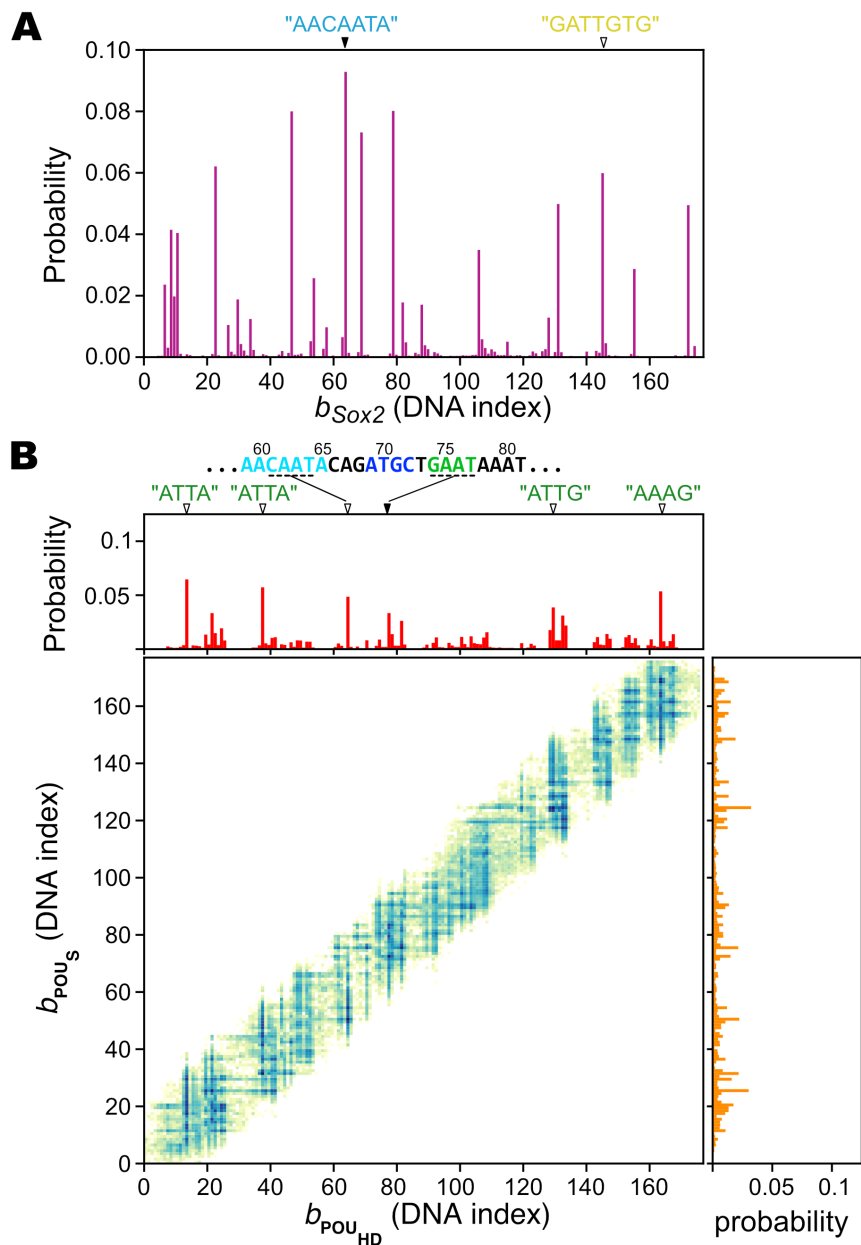 A
"AACAATA" "GATTGTG"
0.10
0.08
0.06
0.04
0.02
0.00
Probability
0 20 40 60 80 100 120 140 160
bSox2 (DNA index)
B
60 65 70 75 80
...AACAATACAGATGCTGAATAAAT...
"ATTA" "ATTA" "ATTG" "AAAG"
0.1
0.05
Probability
160
140
120
100
80
60
40
20
0
bPOUS (DNA index)
0 20 40 60 80 100 120 140 160
bPOUHD (DNA index)
0.05 0.1
probability